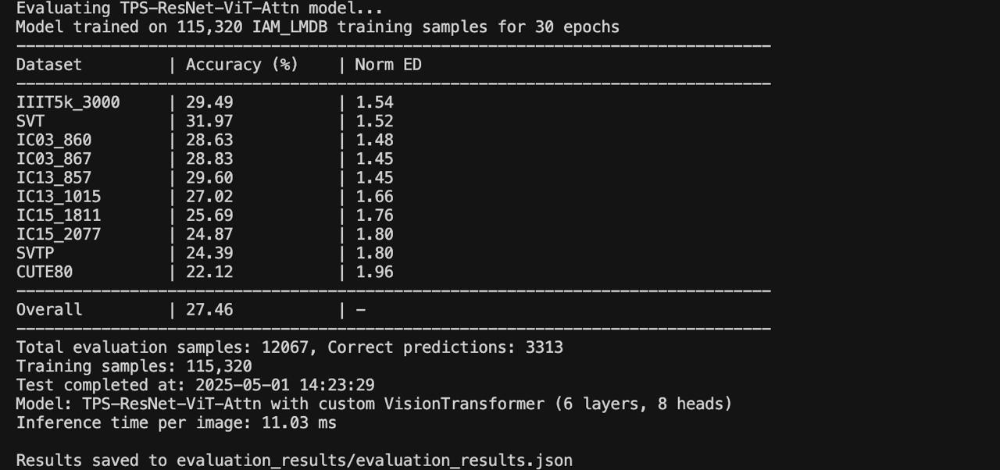 Evaluating TPS-ResNet-ViT-Attn model...
Model trained on 115,320 IAM_LMDB training samples for 30 epochs
--------------------------------------------------------------------------------
Dataset         | Accuracy (%)    | Norm ED
--------------------------------------------------------------------------------
IIIT5k_3000     | 29.49           | 1.54
SVT             | 31.97           | 1.52
IC03_860        | 28.63           | 1.48
IC03_867        | 28.83           | 1.45
IC13_857        | 29.60           | 1.45
IC13_1015       | 27.02           | 1.66
IC15_1811       | 25.69           | 1.76
IC15_2077       | 24.87           | 1.80
SVTP            | 24.39           | 1.80
CUTE80          | 22.12           | 1.96
--------------------------------------------------------------------------------
Overall         | 27.46           | -
--------------------------------------------------------------------------------
Total evaluation samples: 12067, Correct predictions: 3313
Training samples: 115,320
Test completed at: 2025-05-01 14:23:29
Model: TPS-ResNet-ViT-Attn with custom VisionTransformer (6 layers, 8 heads)
Inference time per image: 11.03 ms
Results saved to evaluation_results/evaluation_results.json